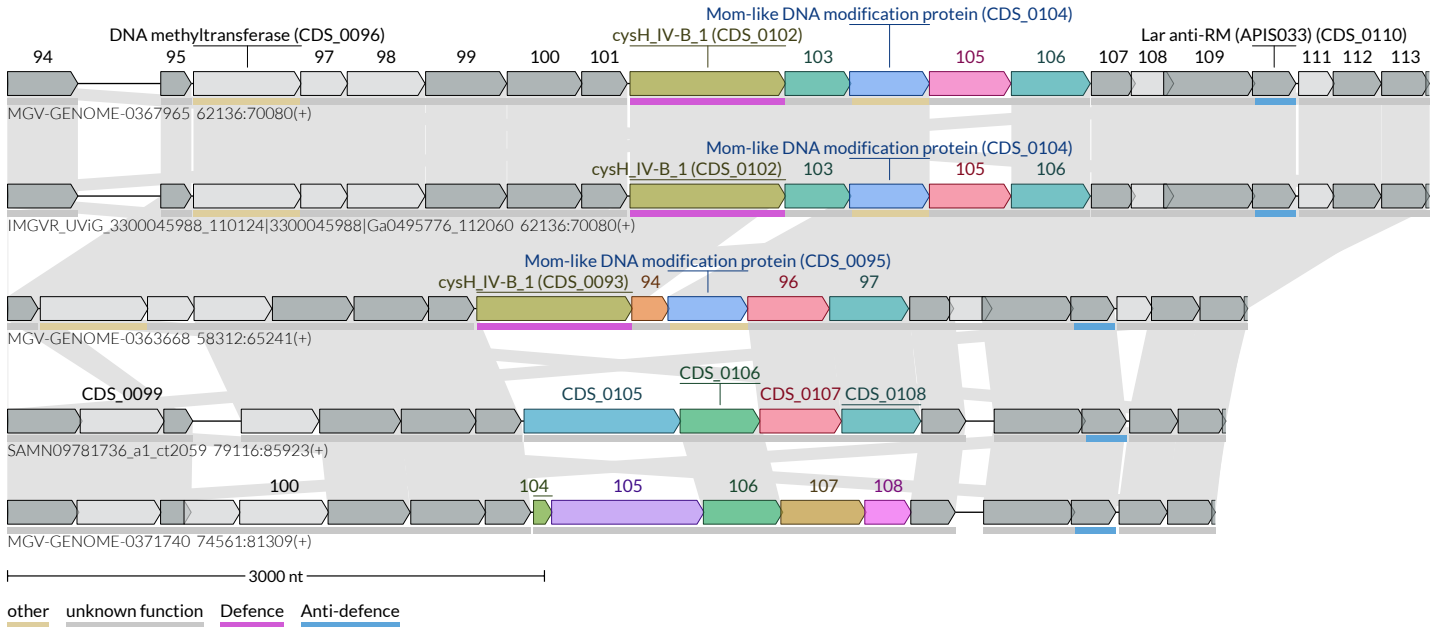 Mom-like DNA modification protein (CDS_0104)
DNA methyltransferase (CDS_0096) cysH_IV-B_1 (CDS_0102) Lar anti-RM (APIS033) (CDS_0110)
94 95 97 98 99 100 101 103 105 106 107 108 109 111 112 113
MGV-GENOME-0367965 62136:70080(+)
Mom-like DNA modification protein (CDS_0104)
cysH_IV-B_1 (CDS_0102) 103 105 106
IMGVR_UViG_3300045988_110124|3300045988|Ga0495776_112060 62136:70080(+)
Mom-like DNA modification protein (CDS_0095)
cysH_IV-B_1 (CDS_0093) 94 96 97
MGV-GENOME-0363668 58312:65241(+)
CDS_0106
CDS_0099 CDS_0105 CDS_0107 CDS_0108
SAMN09781736_a1_ct2059 79116:85923(+)
100 104 105 106 107 108
MGV-GENOME-0371740 74561:81309(+)
3000 nt
other unknown function Defence Anti-defence